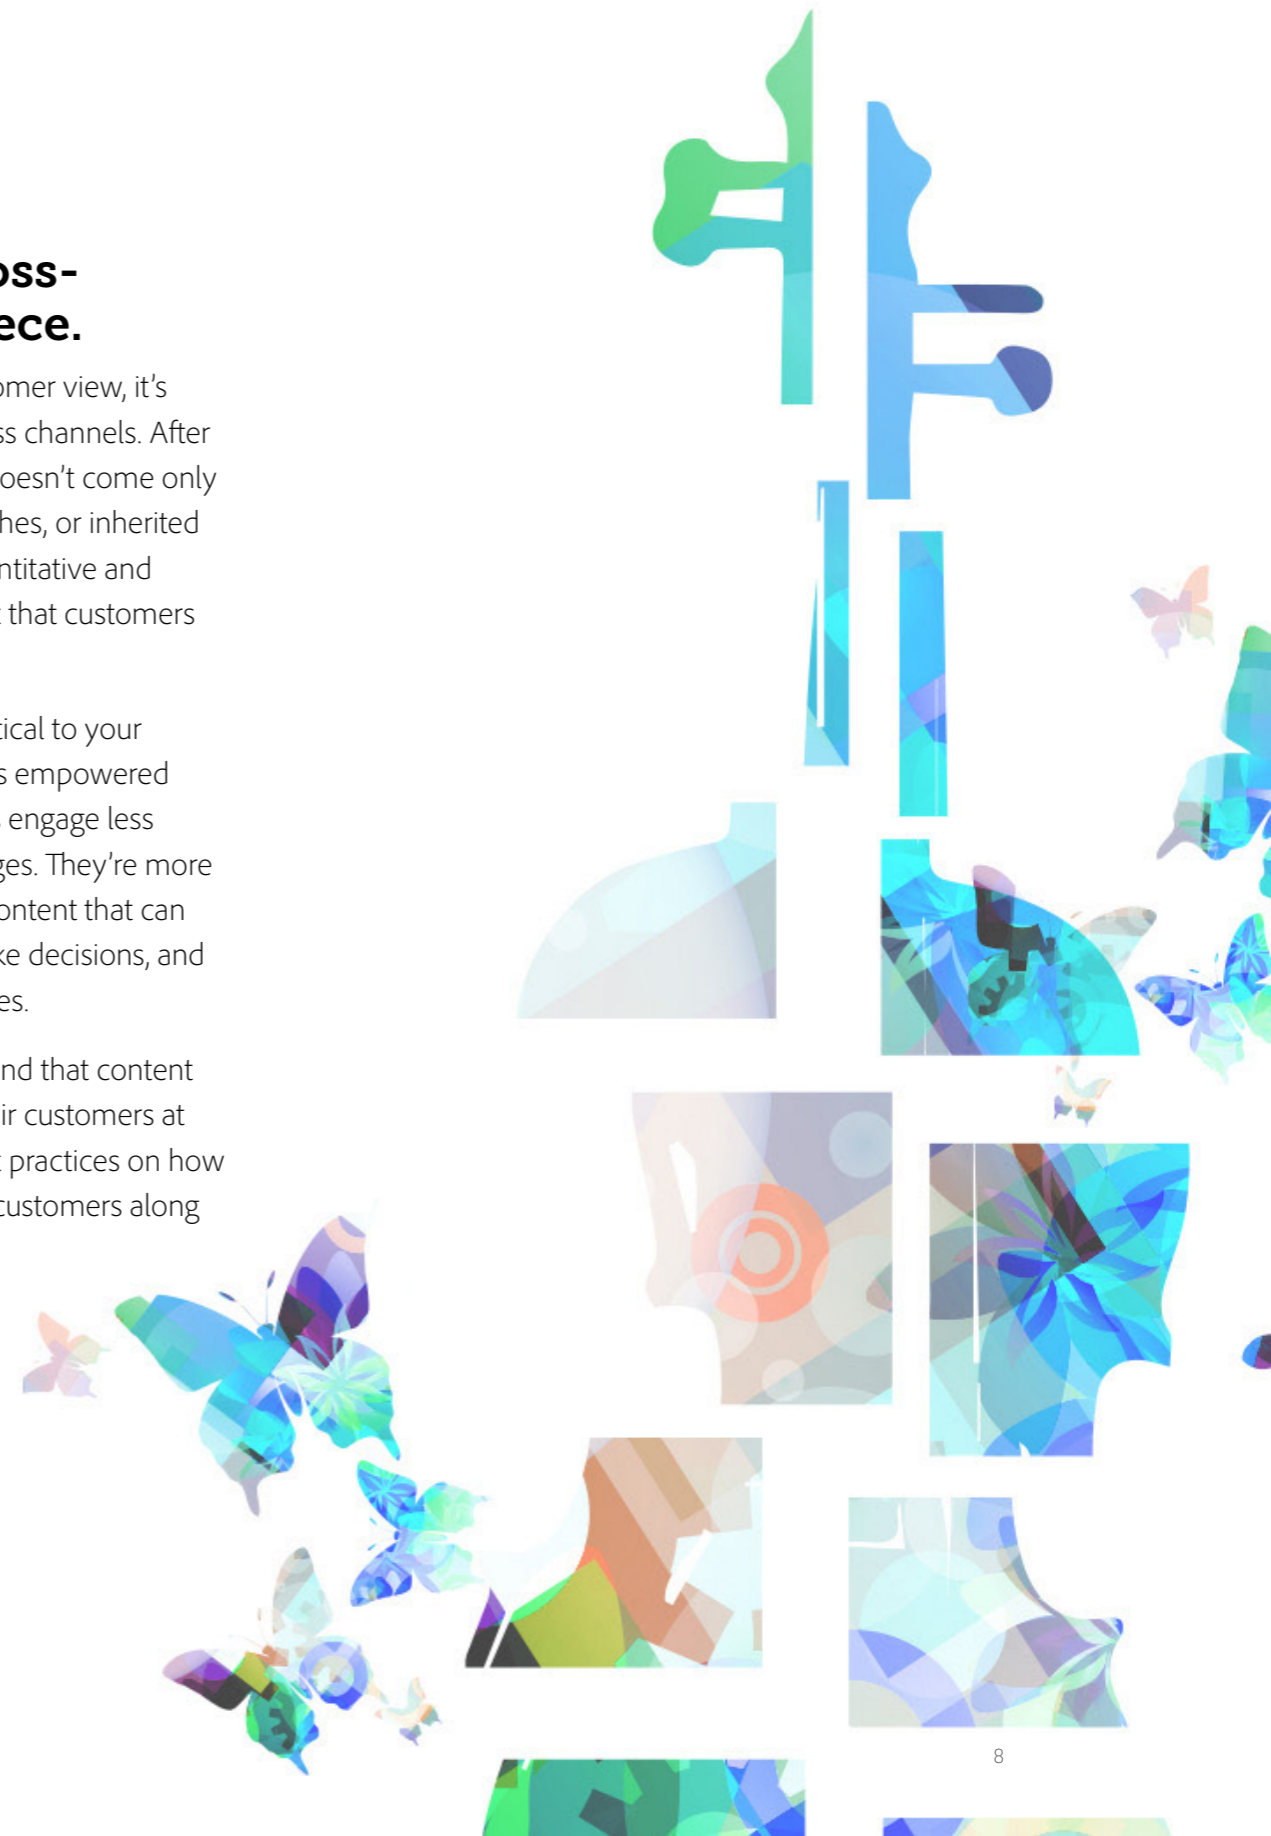 oss-
ece.
omer view, it's
ss channels. After
oesn't come only
hes, or inherited
ntitative and
t that customers
tical to your
s empowered
s engage less
ges. They're more
ontent that can
ke decisions, and
es.
nd that content
ir customers at
t practices on how
customers along
8